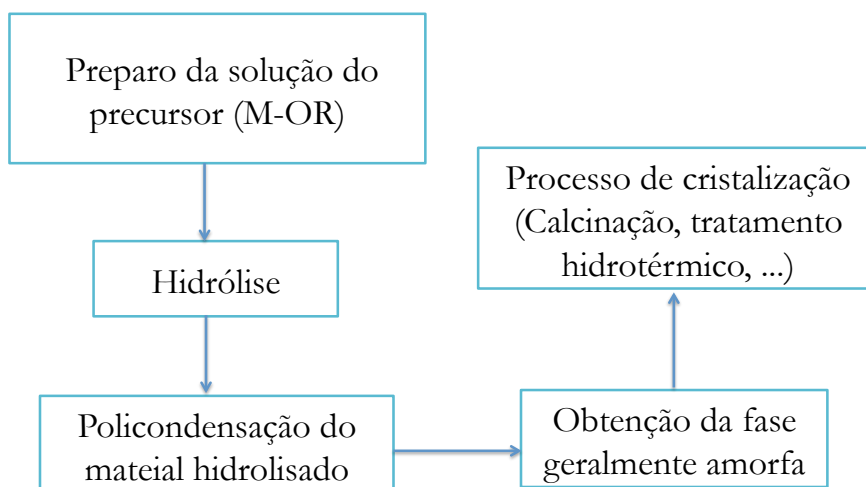 Preparo da solução do
precursor (M-OR)
Hidrólise
Policondensação do
mateial hidrolisado
Obtenção da fase
geralmente amorfa
Processo de cristalização
(Calcinação, tratamento
hidrotérmico, ...)